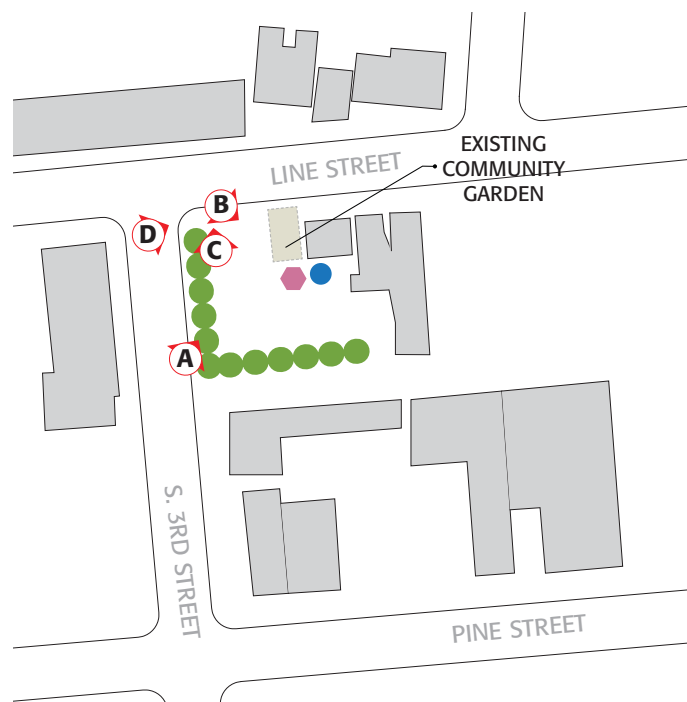 EXISTING
COMMUNITY
GARDEN
LINE STREET
B
D
C
A
S. 3RD STREET
PINE STREET